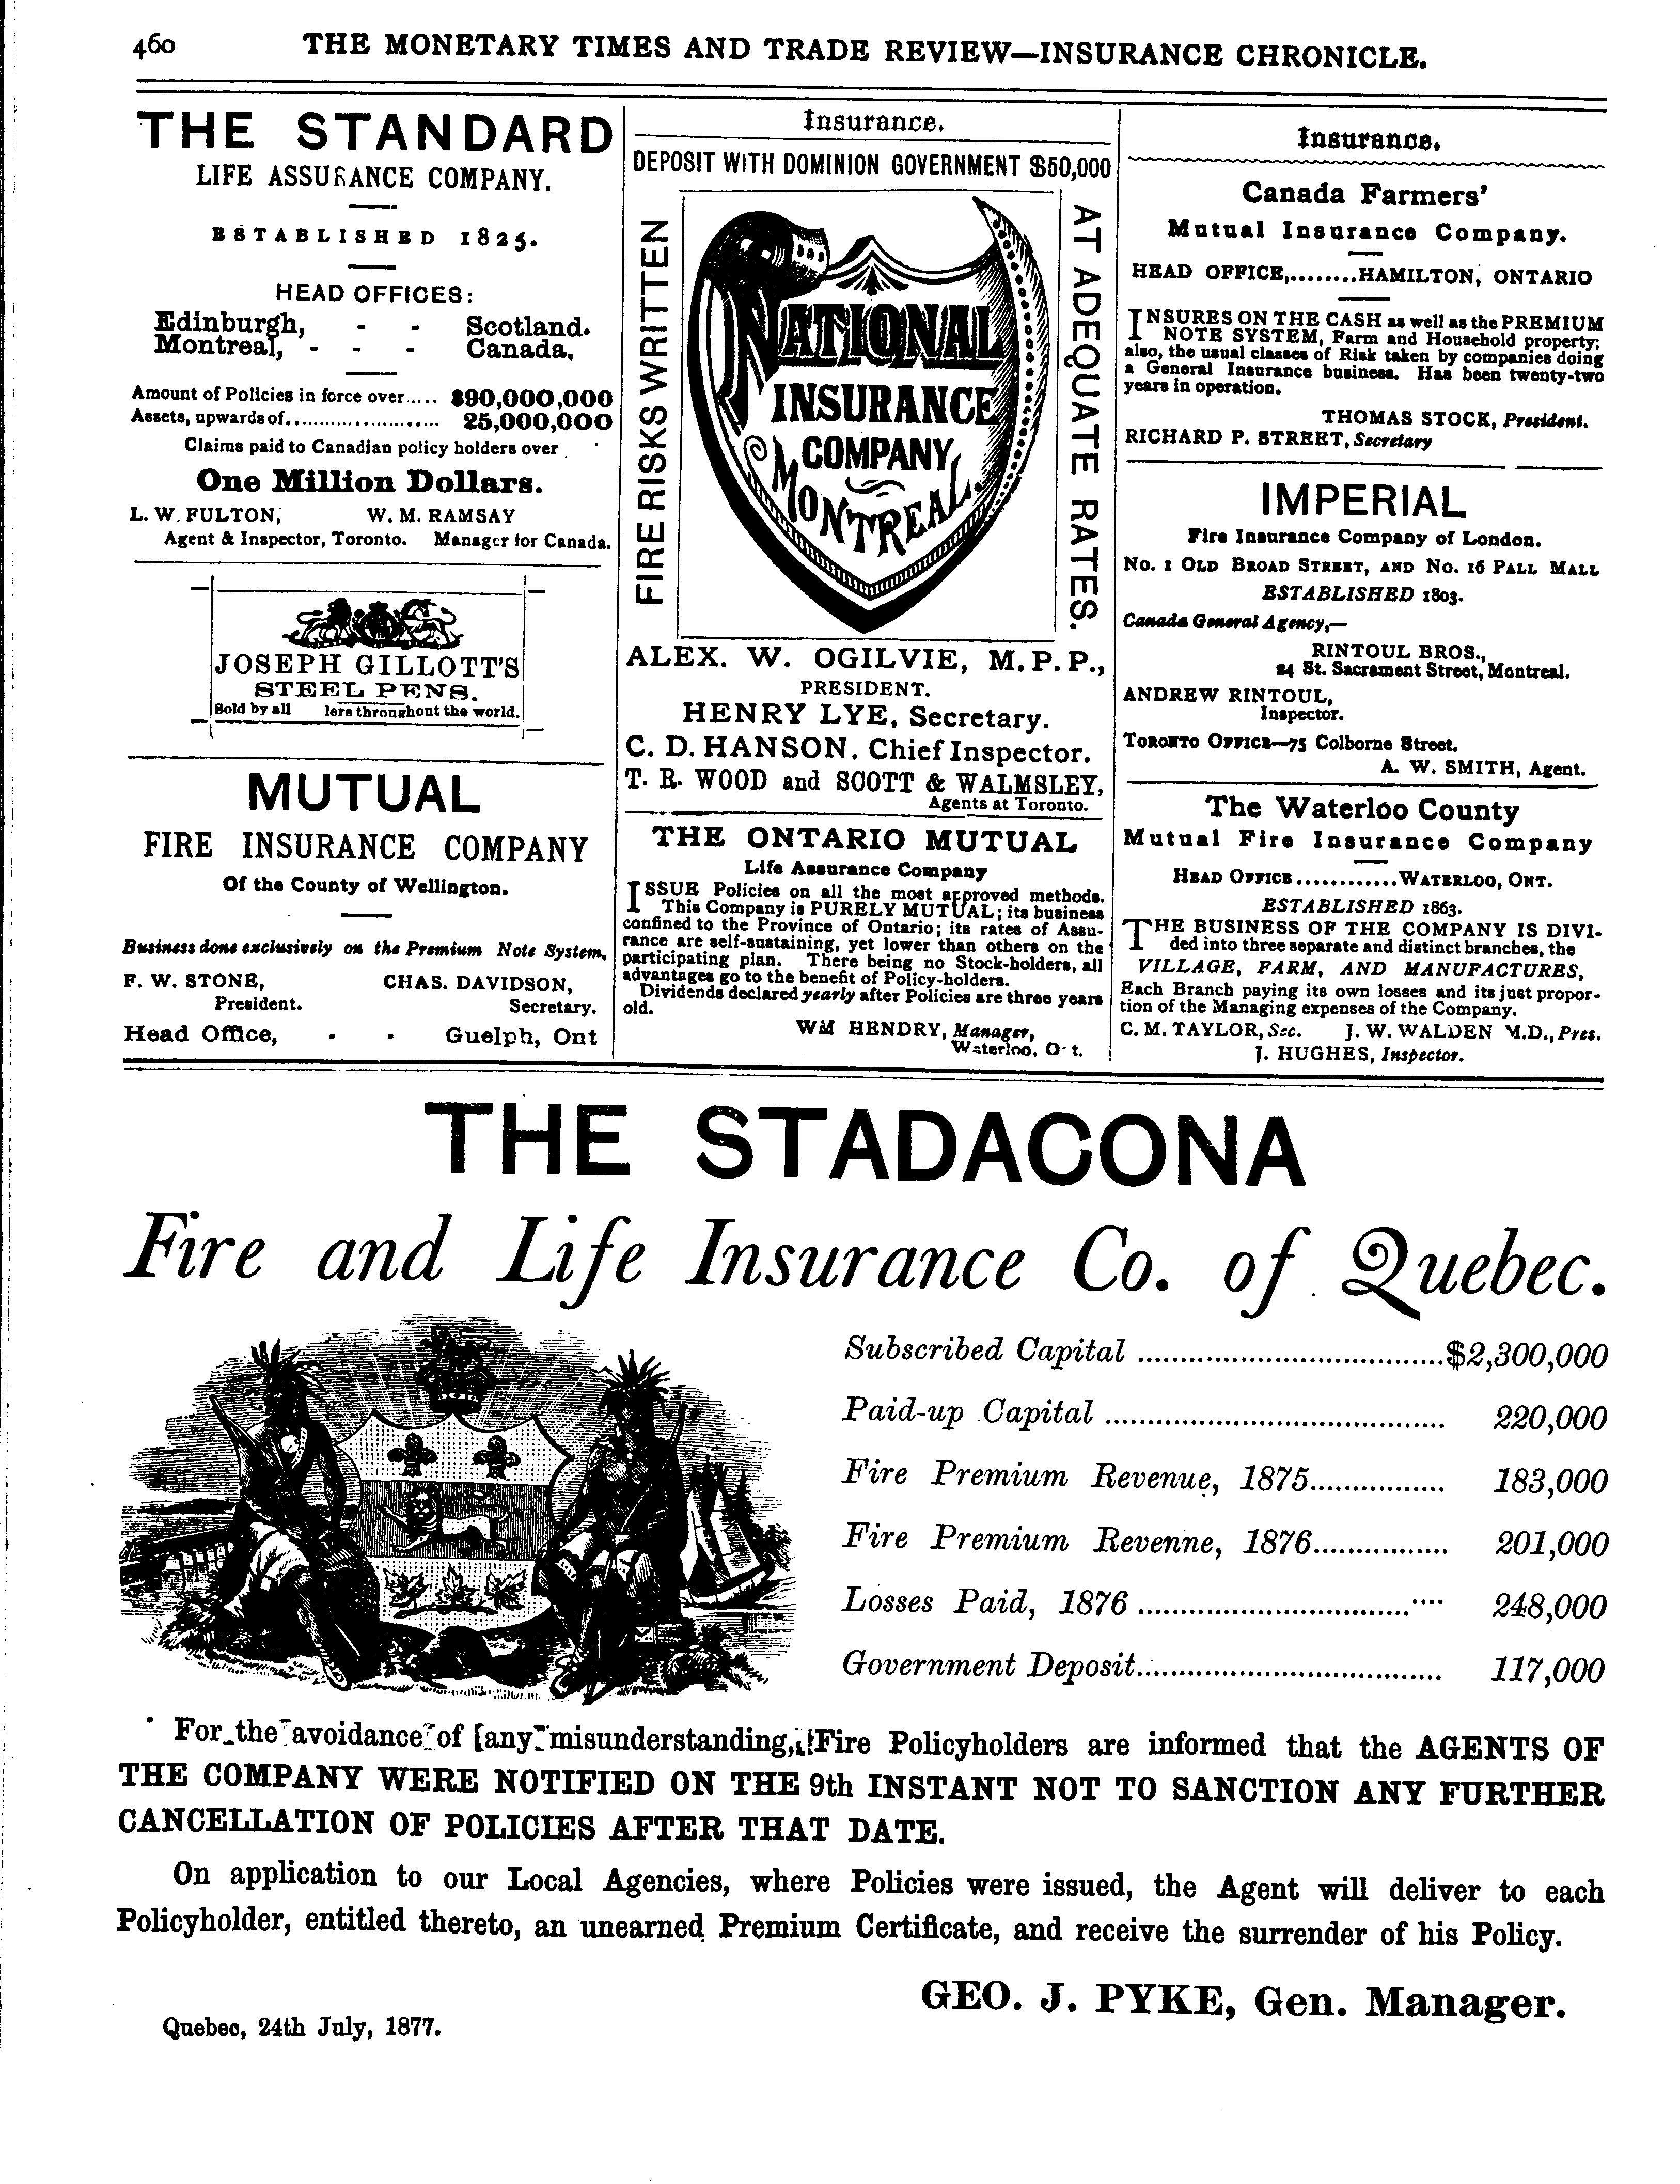 460 THE MONETARY TIMES AND TRADE REVIEW—INSURANCE CHRONICLE.
THE STANDARD
LIFE ASSURANCE COMPANY.
ESTABLISHED 1825.
HEAD OFFICES:
Edinburgh, - - Scotland.
Montreal, - - - Canada,
Amount of Policies in force over..... $90,000,000
Assets, upwards of........................ 25,000,000
Claims paid to Canadian policy holders over
One Million Dollars.
L. W. FULTON, W. M. RAMSAY
Agent & Inspector, Toronto. Manager for Canada.
JOSEPH GILLOTT'S
STEEL PENS.
Sold by all lers throughout the world.
MUTUAL
FIRE INSURANCE COMPANY
Of the County of Wellington.
Business done exclusively on the Premium Note System,
F. W. STONE, CHAS. DAVIDSON,
President. Secretary.
Head Office, - - Guelph, Ont
Insurance.
DEPOSIT WITH DOMINION GOVERNMENT $50,000
FIRE RISKS WRITTEN
NATIONAL
INSURANCE
COMPANY
MONTREAL.
AT ADEQUATE RATES.
ALEX. W. OGILVIE, M.P.P.,
PRESIDENT.
HENRY LYE, Secretary.
C. D. HANSON. Chief Inspector.
T. R. WOOD and SCOTT & WALMSLEY,
Agents at Toronto.
THE ONTARIO MUTUAL
Life Assurance Company
ISSUE Policies on all the most approved methods.
This Company is PURELY MUTUAL; its business
confined to the Province of Ontario; its rates of Assu-
rance are self-sustaining, yet lower than others on the
participating plan. There being no Stock-holders, all
advantages go to the benefit of Policy-holders.
Dividends declared yearly after Policies are three years
old.
WM HENDRY, Manager,
Waterloo, O t.
Insurance.
Canada Farmers'
Mutual Insurance Company.
HEAD OFFICE,........HAMILTON, ONTARIO
INSURES ON THE CASH as well as the PREMIUM
NOTE SYSTEM, Farm and Household property;
also, the usual classes of Risk taken by companies doing
a General Insurance business. Has been twenty-two
years in operation.
THOMAS STOCK, President.
RICHARD P. STREET, Secretary
IMPERIAL
Fire Insurance Company of London.
No. 1 OLD BROAD STREET, AND No. 16 PALL MALL
ESTABLISHED 1803.
Canada General Agency,—
RINTOUL BROS.,
24 St. Sacrament Street, Montreal.
ANDREW RINTOUL,
Inspector.
TORONTO OFFICE—75 Colborne Street.
A. W. SMITH, Agent.
The Waterloo County
Mutual Fire Insurance Company
HEAD OFFICE............WATERLOO, ONT.
ESTABLISHED 1863.
THE BUSINESS OF THE COMPANY IS DIVI-
ded into three separate and distinct branches, the
VILLAGE, FARM, AND MANUFACTURES,
Each Branch paying its own losses and its just propor-
tion of the Managing expenses of the Company.
C. M. TAYLOR, Sec. J. W. WALDEN M.D., Pres.
J. HUGHES, Inspector.
THE STADACONA
Fire and Life Insurance Co. of Quebec.
Subscribed Capital ....................................$2,300,000
Paid-up Capital ........................................ 220,000
Fire Premium Revenue, 1875................ 183,000
Fire Premium Revenne, 1876................ 201,000
Losses Paid, 1876 .................................... 248,000
Government Deposit.................................... 117,000
For the avoidance of [any misunderstanding, Fire Policyholders are informed that the AGENTS OF
THE COMPANY WERE NOTIFIED ON THE 9th INSTANT NOT TO SANCTION ANY FURTHER
CANCELLATION OF POLICIES AFTER THAT DATE.
On application to our Local Agencies, where Policies were issued, the Agent will deliver to each
Policyholder, entitled thereto, an unearned Premium Certificate, and receive the surrender of his Policy.
GEO. J. PYKE, Gen. Manager.
Quebec, 24th July, 1877.